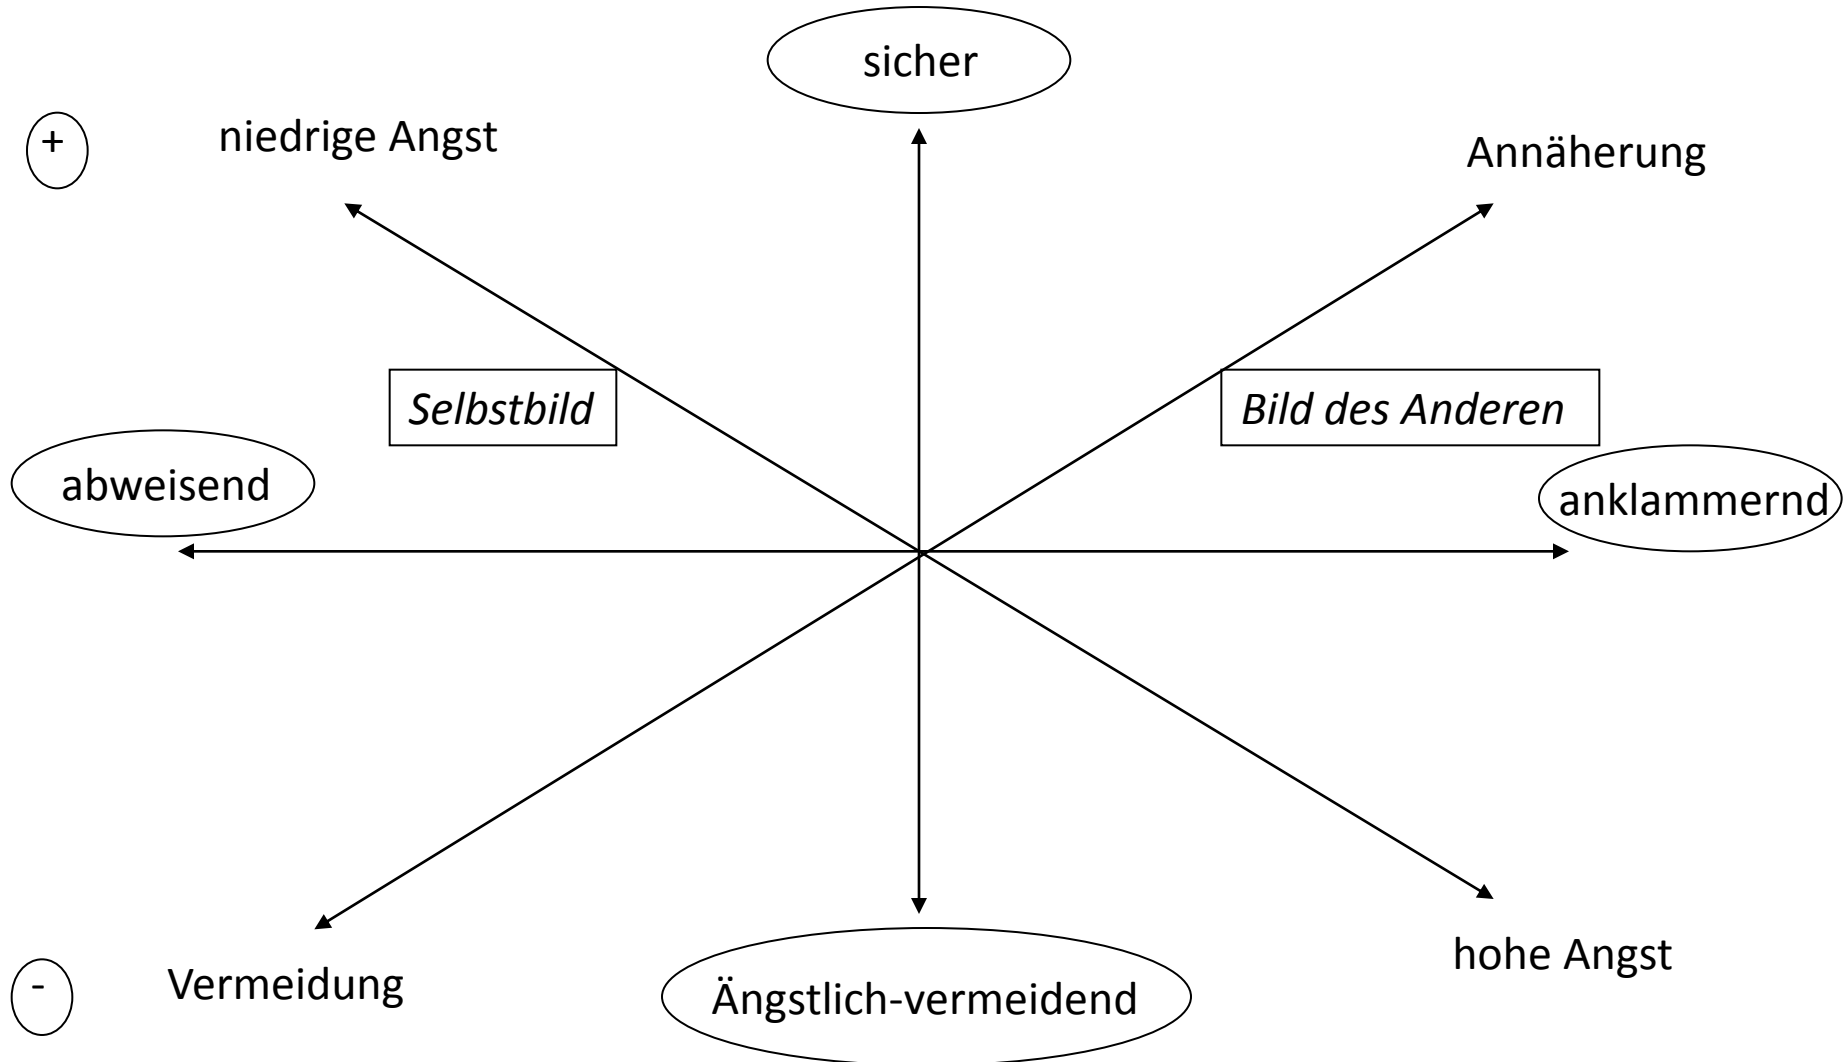 sicher
+
niedrige Angst
Annäherung
Selbstbild
Bild des Anderen
abweisend
anklammernd
-
Vermeidung
Ängstlich-vermeidend
hohe Angst